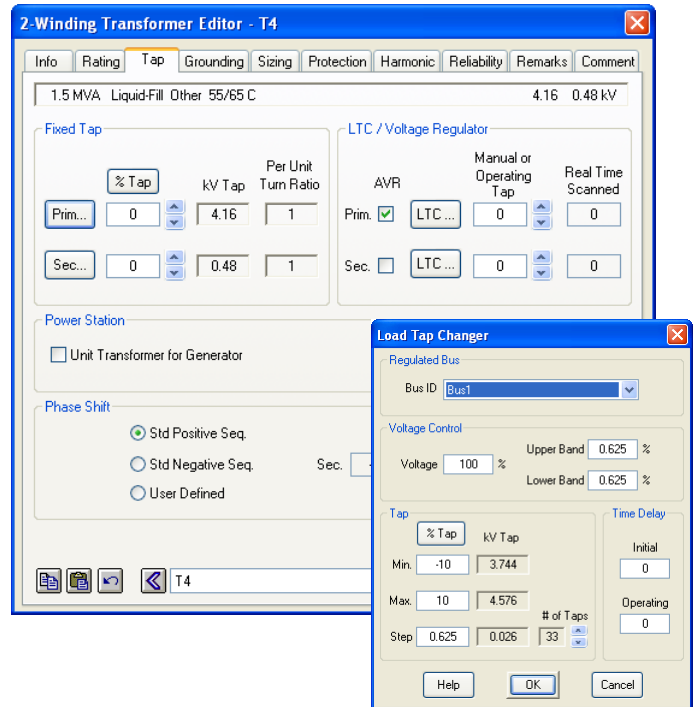 2-Winding Transformer Editor - T4
Info Rating Tap Grounding Sizing Protection Harmonic Reliability Remarks Comment
1.5 MVA Liquid-Fill Other 55/65 C 4.16 0.48 kV
Fixed Tap
% Tap kV Tap Per Unit Turn Ratio
Prim... 0 4.16 1
Sec... 0 0.48 1
LTC / Voltage Regulator
AVR Manual or Operating Tap Real Time Scanned
Prim. LTC ... 0 0
Sec. LTC ... 0 0
Power Station
Unit Transformer for Generator
Phase Shift
Std Positive Seq.
Std Negative Seq. Sec.
User Defined
T4
Load Tap Changer
Regulated Bus
Bus ID Bus1
Voltage Control
Voltage 100 %
Upper Band 0.625 %
Lower Band 0.625 %
Tap
% Tap kV Tap
Min. -10 3.744
Max. 10 4.576
# of Taps
Step 0.625 0.026 33
Time Delay
Initial
0
Operating
0
Help OK Cancel